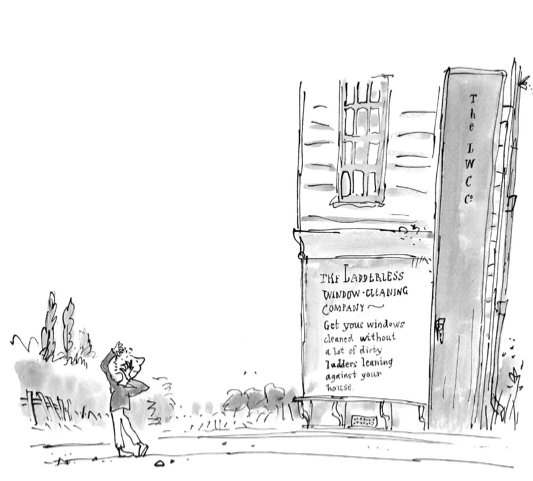 The LWC Co
THE LADDERLESS
WINDOW-CLEANING
COMPANY ~
Get your windows
cleaned without
a lot of dirty
ladders leaning
against your
house